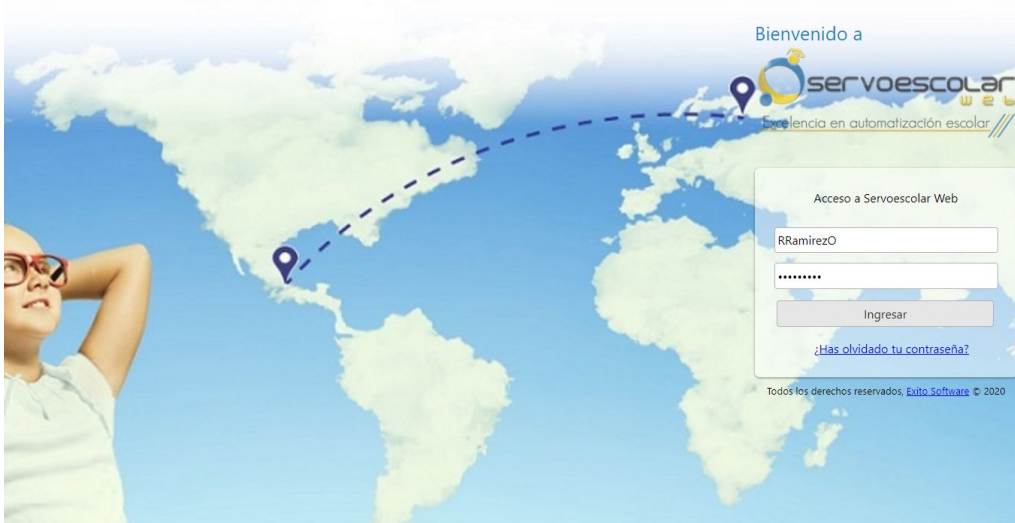 Bienvenido a
servoescolar
web
Excelencia en automatización escolar
Acceso a Servoescolar Web
RRamirezO
•••••••••
Ingresar
¿Has olvidado tu contraseña?
Todos los derechos reservados, Exito Software © 2020